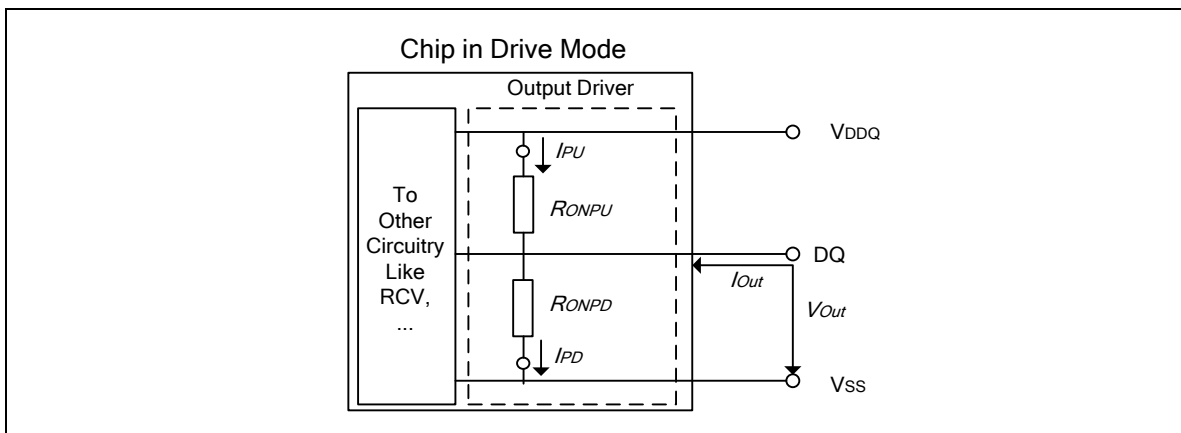 Chip in Drive Mode
Output Driver
VDDQ
IPU
To
Other
Circuitry
Like
RCV,
...
RONPU
DQ
IOut
RONPD
VOut
IPD
VSS